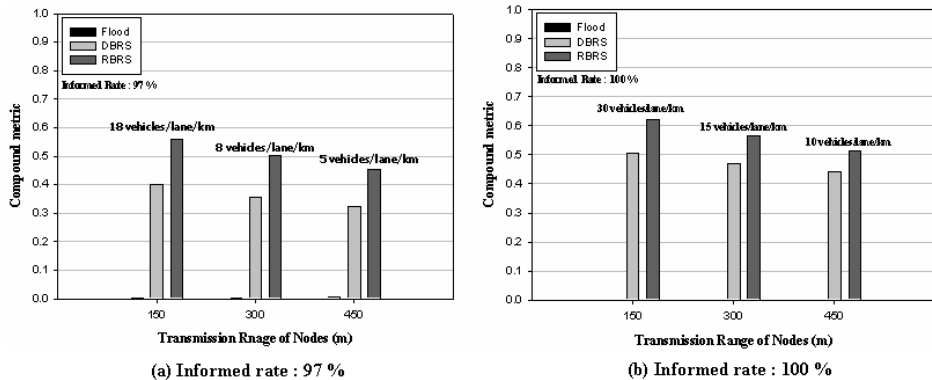 1.0
0.9
0.8
0.7
0.6
0.5
0.4
0.3
0.2
0.1
0.0
Compound metric
Flood
DBRS
RBRS
Informed Rate : 97 %
18 vehicles/lane/km
8 vehicles/lane/km
5 vehicles/lane/km
150 300 450
Transmission Rnage of Nodes (m)
(a) Informed rate : 97 %
1.0
0.9
0.8
0.7
0.6
0.5
0.4
0.3
0.2
0.1
0.0
Compound metric
Flood
DBRS
RBRS
Informed Rate : 100 %
30 vehicles/lane/km
15 vehicles/lane/km
10 vehicles/lane/km
150 300 450
Transmission Range of Nodes (m)
(b) Informed rate : 100 %